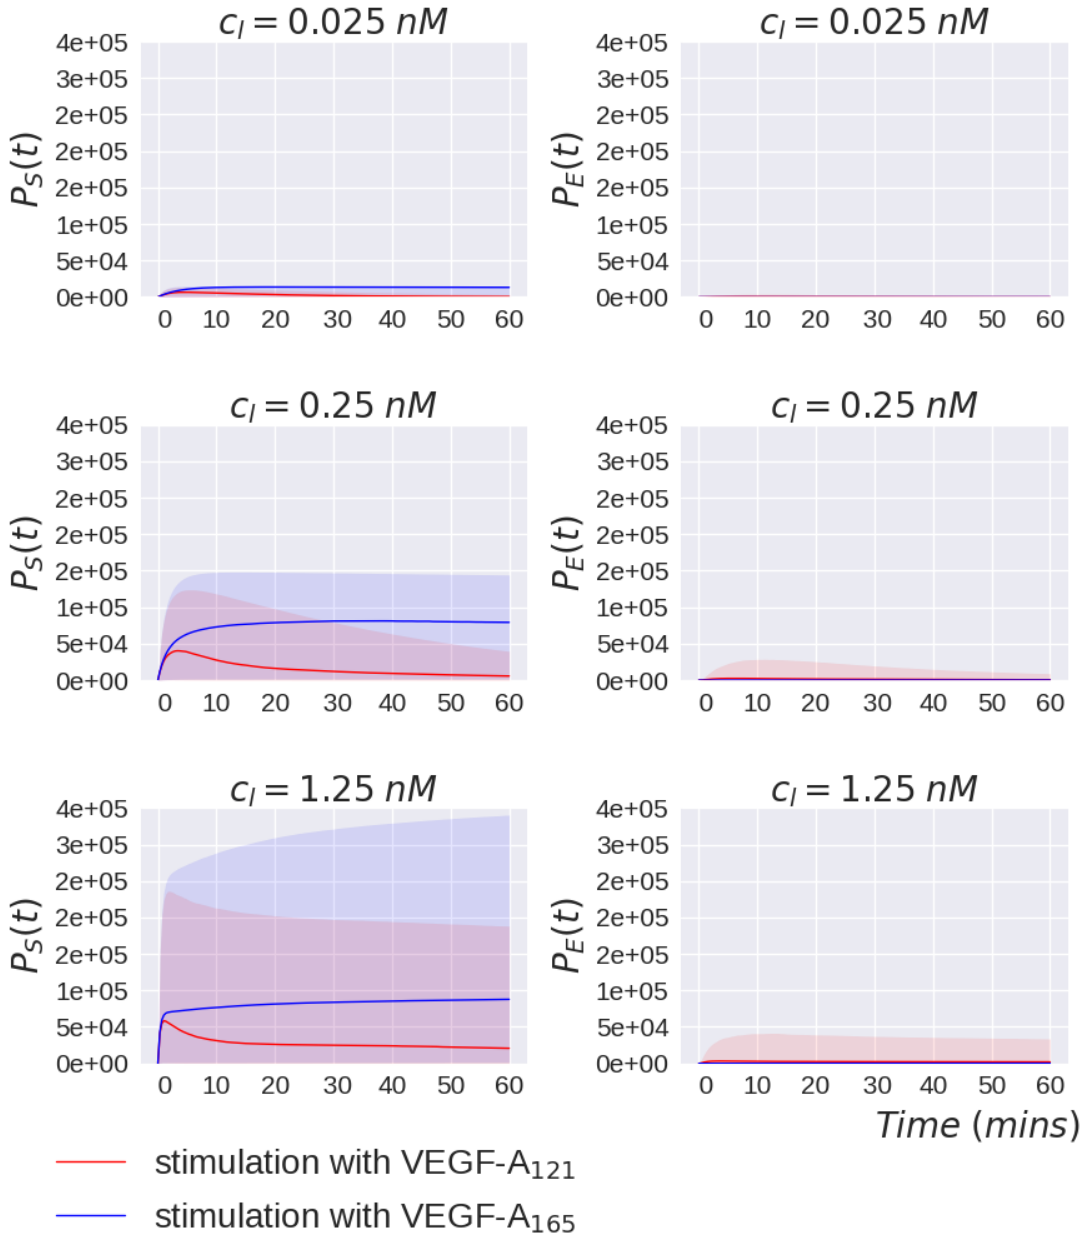 c_l = 0.025 nM
c_l = 0.025 nM
4e+05
3e+05
2e+05
2e+05
2e+05
1e+05
5e+04
0e+00
P_S(t)
0 10 20 30 40 50 60
4e+05
3e+05
2e+05
2e+05
2e+05
1e+05
5e+04
0e+00
P_E(t)
0 10 20 30 40 50 60
c_l = 0.25 nM
c_l = 0.25 nM
4e+05
3e+05
2e+05
2e+05
2e+05
1e+05
5e+04
0e+00
P_S(t)
0 10 20 30 40 50 60
4e+05
3e+05
2e+05
2e+05
2e+05
1e+05
5e+04
0e+00
P_E(t)
0 10 20 30 40 50 60
c_l = 1.25 nM
c_l = 1.25 nM
4e+05
3e+05
2e+05
2e+05
2e+05
1e+05
5e+04
0e+00
P_S(t)
0 10 20 30 40 50 60
4e+05
3e+05
2e+05
2e+05
2e+05
1e+05
5e+04
0e+00
P_E(t)
0 10 20 30 40 50 60
Time (mins)
stimulation with VEGF-A₁₂₁
stimulation with VEGF-A₁₆₅